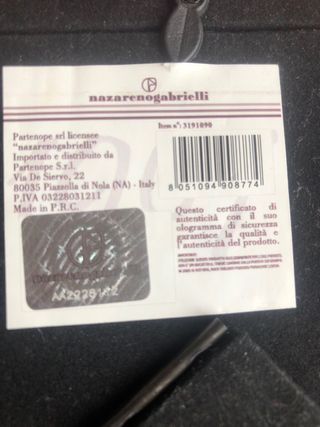 nazarenogabrielli
Partenope srl licensee
"nazarenogabrielli"
Importato e distribuito da
Partenope S.r.l.
Via De Siervo, 22
80035 Piazzolla di Nola (NA) - Italy
P.IVA 03228031211
Made in P.R.C.
Item n°: 3191090
8 051094 908774
Questo certificato di
autenticità con il suo
ologramma di sicurezza
garantisce la qualità e
l'autenticità del prodotto.